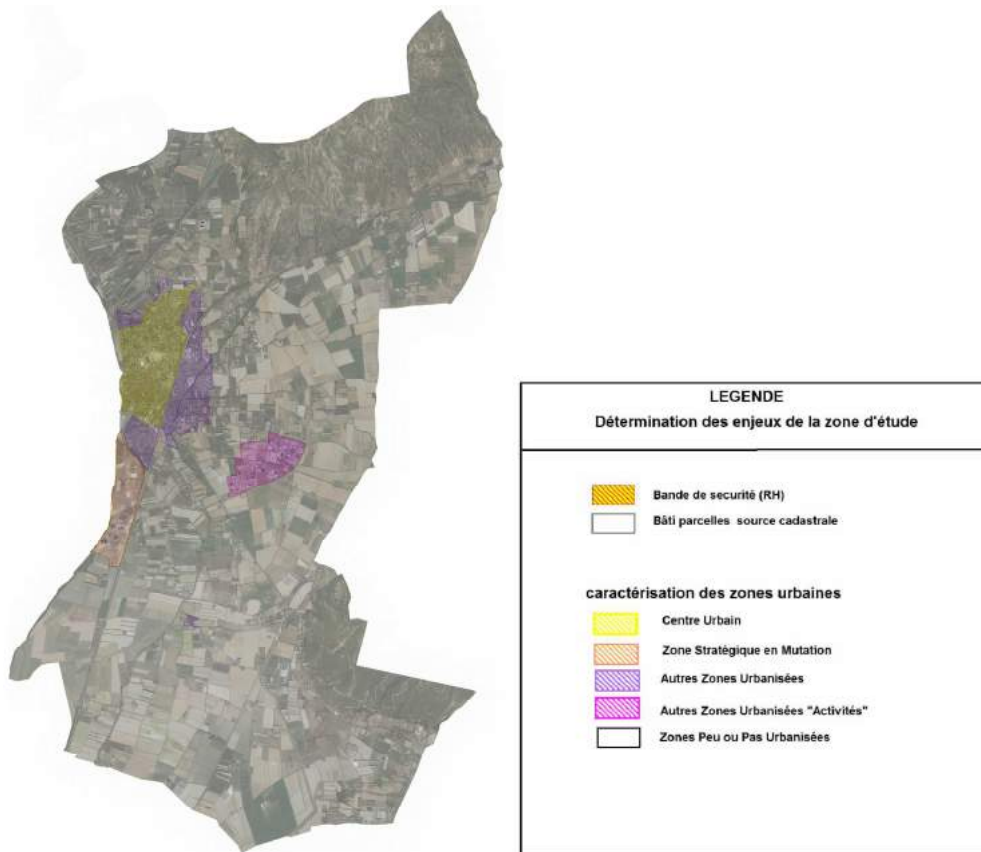 LEGENDE
Détermination des enjeux de la zone d'étude
Bande de securité (RH)
Bâti parcelles source cadastrale
caractérisation des zones urbaines
Centre Urbain
Zone Stratégique en Mutation
Autres Zones Urbanisées
Autres Zones Urbanisées "Activités"
Zones Peu ou Pas Urbanisées